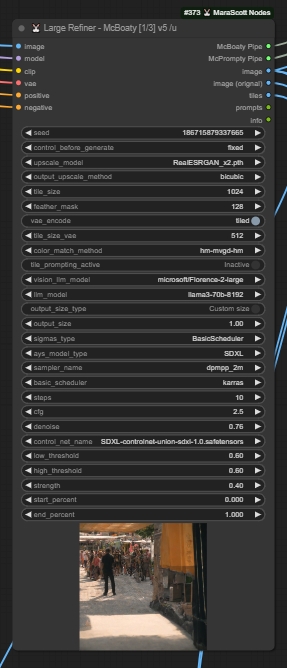 #373 MaraScott Nodes
Large Refiner - McBoaty [1/3] v5 /u
image McBoaty Pipe
model McPrompty Pipe
clip image
vae image (orignal)
positive tiles
negative prompts
info
seed 186715879337665
control_before_generate fixed
upscale_model RealESRGAN_x2.pth
output_upscale_method bicubic
tile_size 1024
feather_mask 128
vae_encode tiled
tile_size_vae 512
color_match_method hm-mvgd-hm
tile_prompting_active Inactive
vision_llm_model microsoft/Florence-2-large
llm_model llama3-70b-8192
output_size_type Custom size
output_size 1.00
sigmas_type BasicScheduler
ays_model_type SDXL
sampler_name dpmpp_2m
basic_scheduler karras
steps 10
cfg 2.5
denoise 0.76
control_net_name SDXL-controlnet-union-sdxl-1.0.safetensors
low_threshold 0.60
high_threshold 0.60
strength 0.40
start_percent 0.000
end_percent 1.000